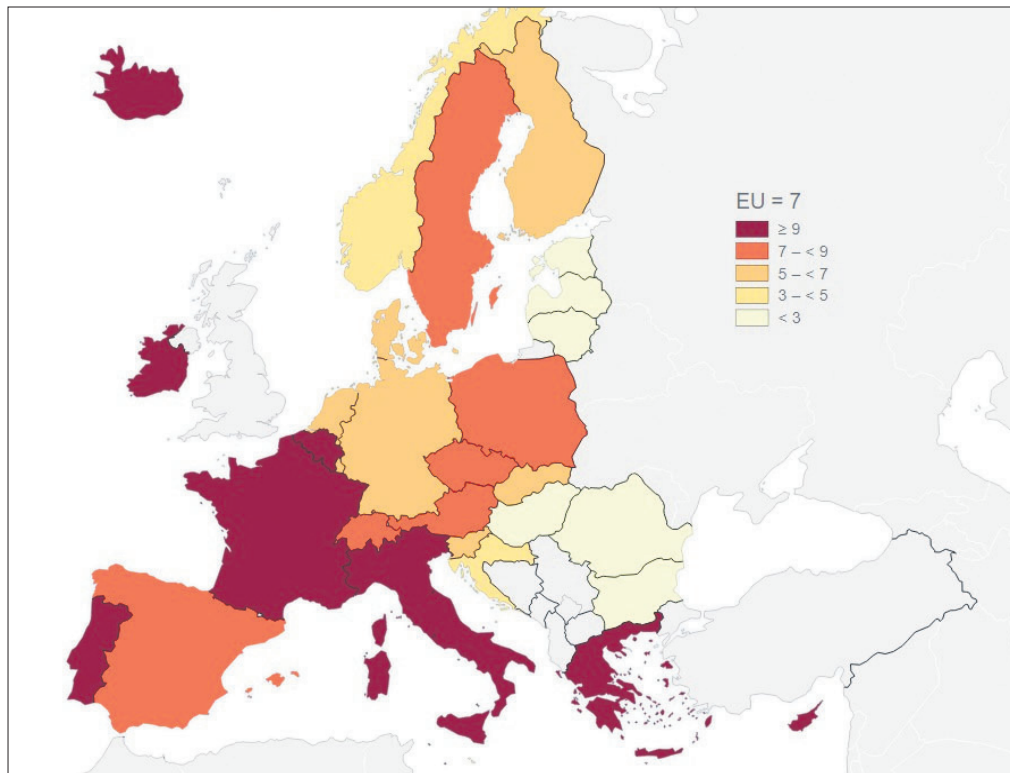 EU = 7
≥ 9
7 – < 9
5 – < 7
3 – < 5
< 3